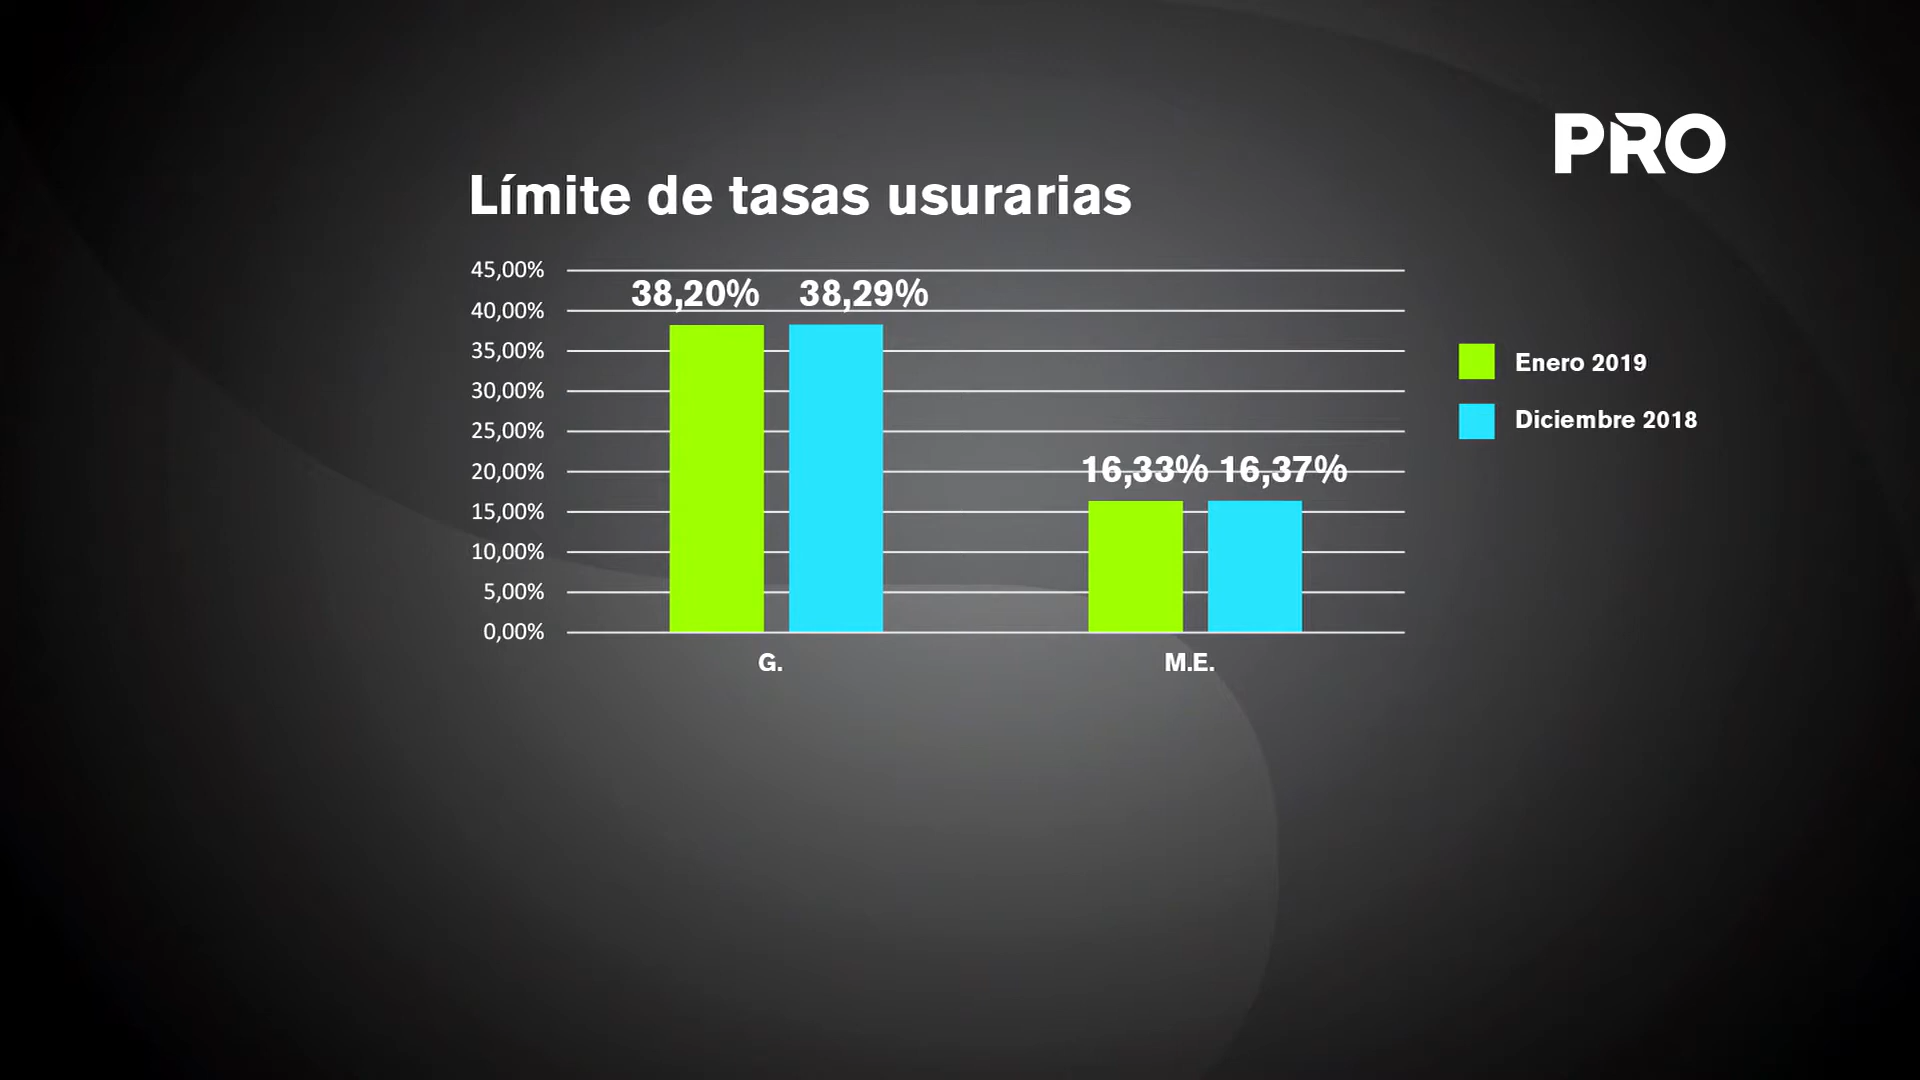 PRO
Límite de tasas usurarias
45,00%
40,00%
35,00%
30,00%
25,00%
20,00%
15,00%
10,00%
5,00%
0,00%
38,20% 38,29%
16,33% 16,37%
G. M.E.
Enero 2019
Diciembre 2018